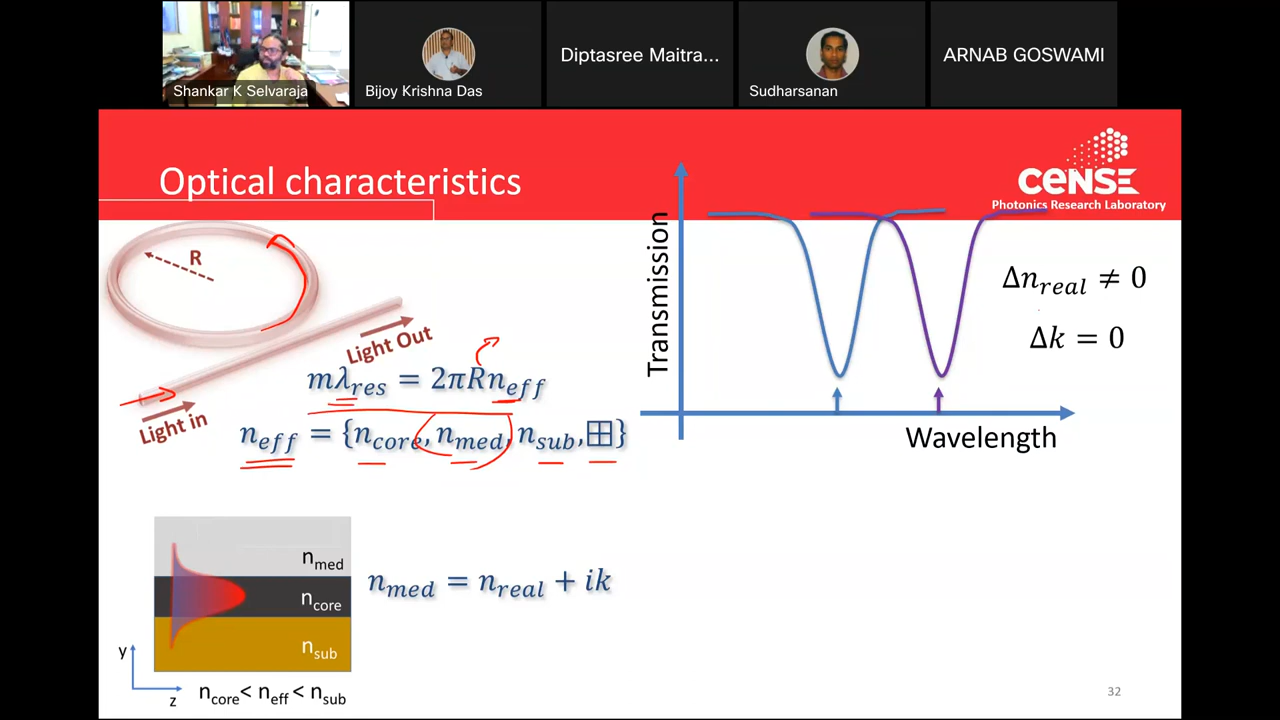 Shankar K Selvaraja
Bijoy Krishna Das
Diptasree Maitra...
Sudharsanan
ARNAB GOSWAMI
Optical characteristics
CENSE
Photonics Research Laboratory
R
Light Out
Light in
mλ_res = 2πRn_eff
n_eff = {n_core, n_med, n_sub, ⊞}
Transmission
Wavelength
Δn_real ≠ 0
Δk = 0
n_med
n_core
n_sub
n_med = n_real + ik
y
z
n_core < n_eff < n_sub
32